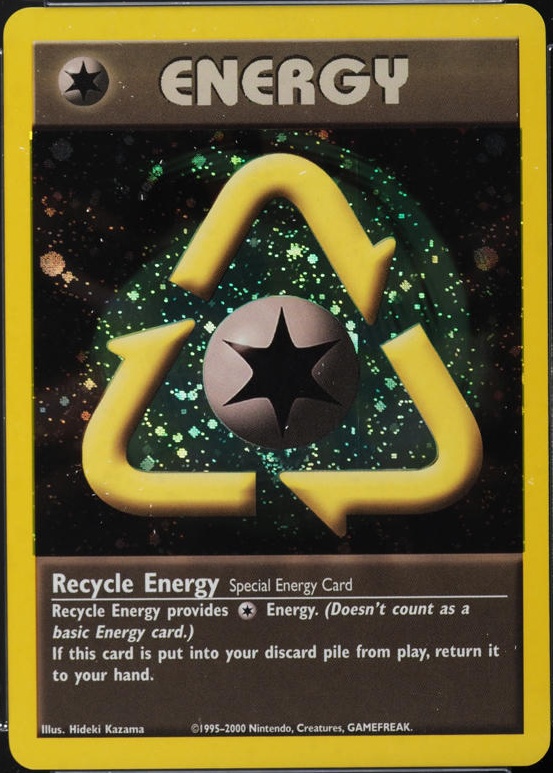 ENERGY
Recycle Energy Special Energy Card
Recycle Energy provides Energy. (Doesn't count as a
basic Energy card.)
If this card is put into your discard pile from play, return it
to your hand.
Illus. Hideki Kazama ©1995-2000 Nintendo, Creatures, GAMEFREAK.